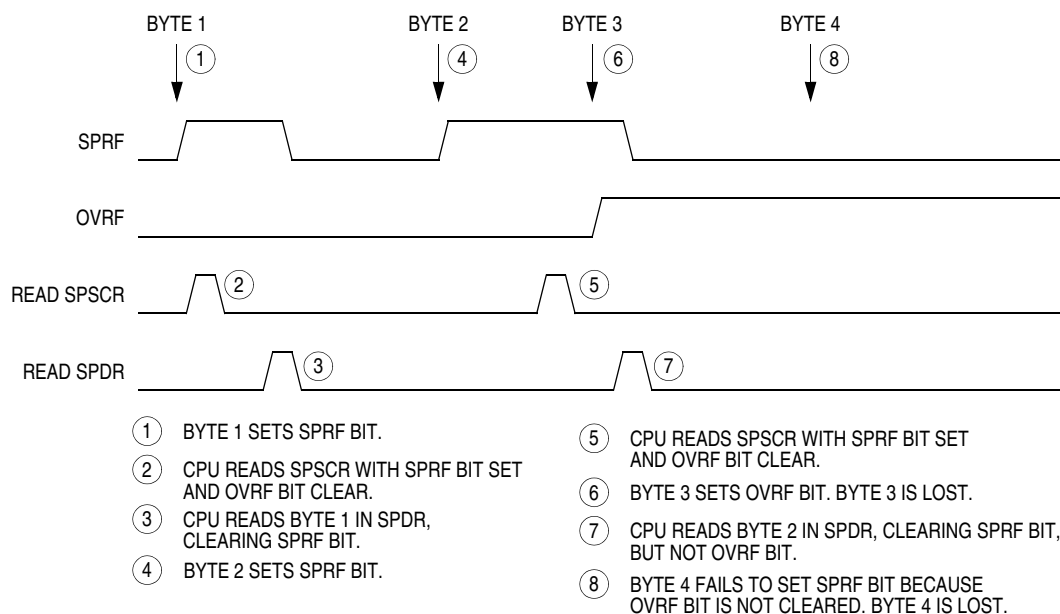 BYTE 1
BYTE 2
BYTE 3
BYTE 4
1
4
6
8
SPRF
OVRF
READ SPSCR
2
5
READ SPDR
3
7
1 BYTE 1 SETS SPRF BIT.
2 CPU READS SPSCR WITH SPRF BIT SET
AND OVRF BIT CLEAR.
3 CPU READS BYTE 1 IN SPDR,
CLEARING SPRF BIT.
4 BYTE 2 SETS SPRF BIT.
5 CPU READS SPSCR WITH SPRF BIT SET
AND OVRF BIT CLEAR.
6 BYTE 3 SETS OVRF BIT. BYTE 3 IS LOST.
7 CPU READS BYTE 2 IN SPDR, CLEARING SPRF BIT,
BUT NOT OVRF BIT.
8 BYTE 4 FAILS TO SET SPRF BIT BECAUSE
OVRF BIT IS NOT CLEARED. BYTE 4 IS LOST.